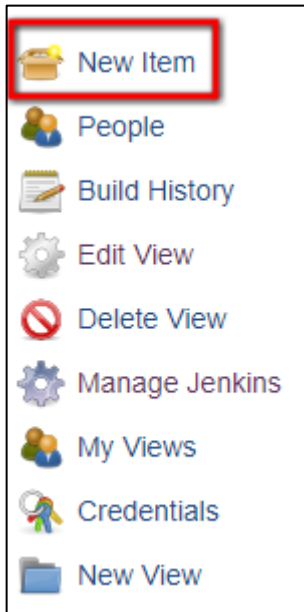 New Item
People
Build History
Edit View
Delete View
Manage Jenkins
My Views
Credentials
New View